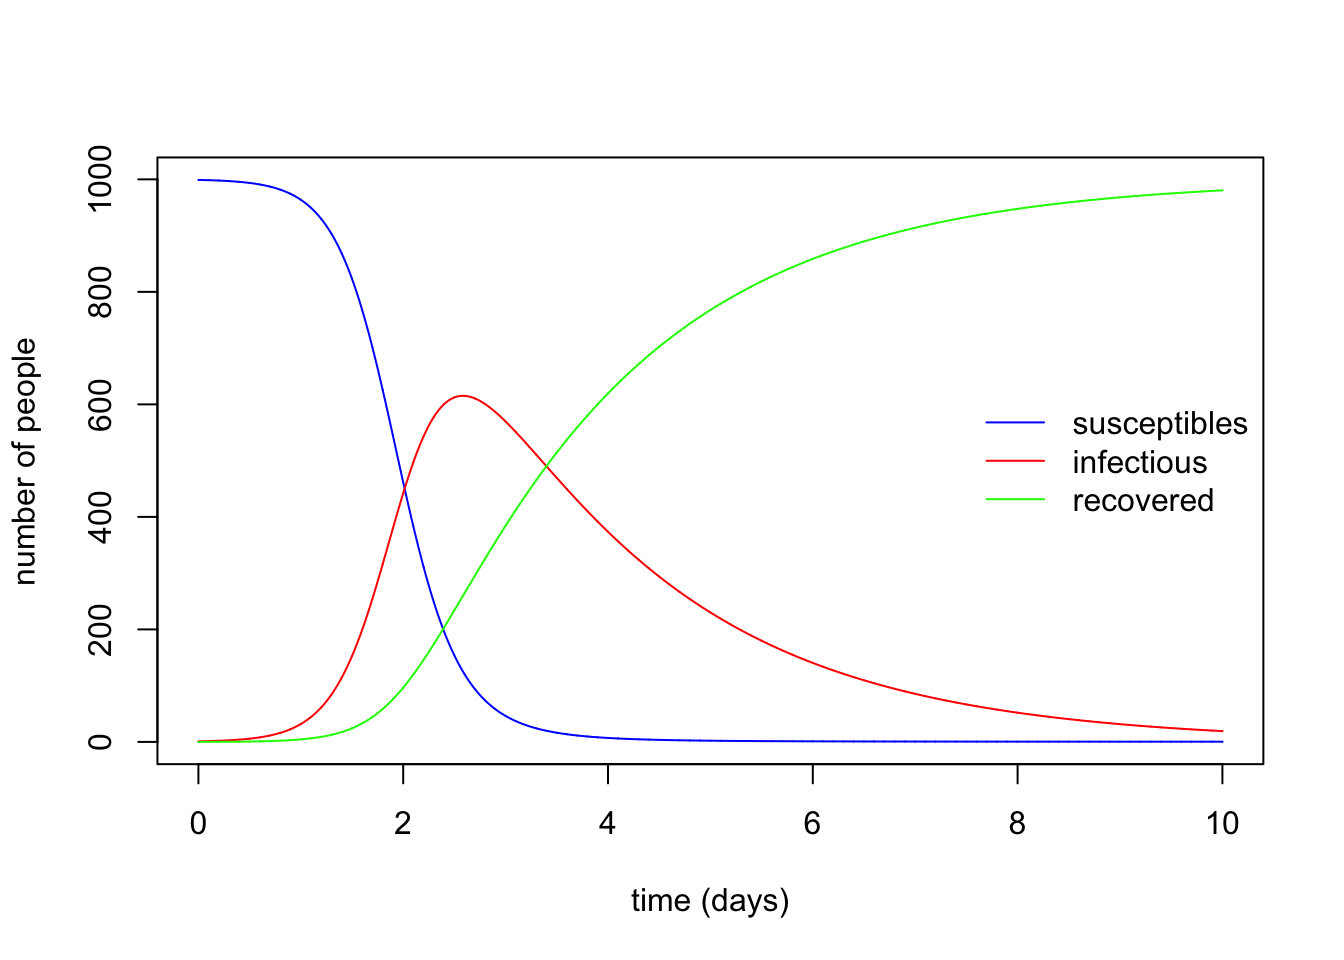 number of people
1000
800
600
400
200
0
susceptibles
infectious
recovered
0 2 4 6 8 10
time (days)